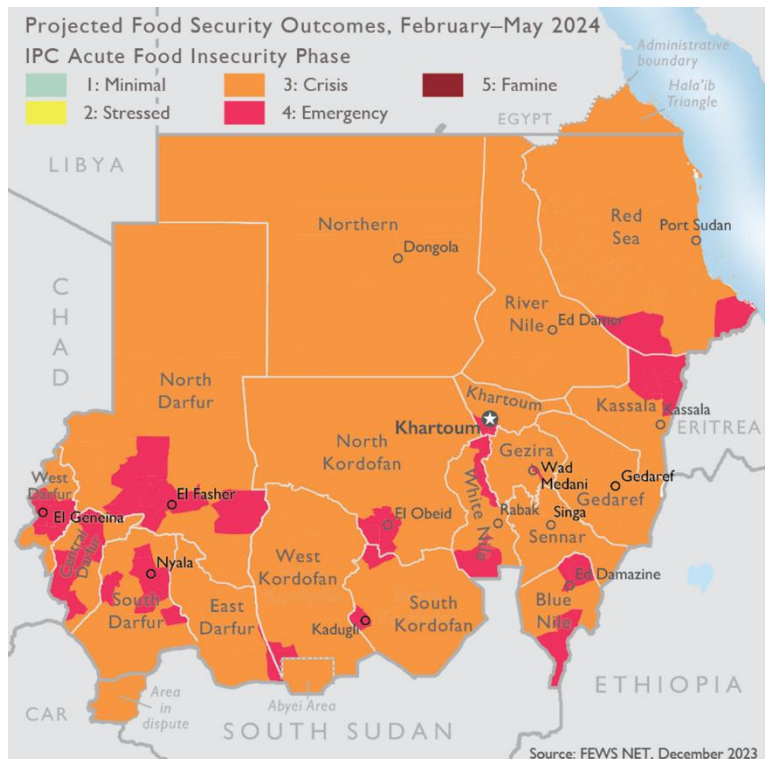 Projected Food Security Outcomes, February–May 2024
IPC Acute Food Insecurity Phase
1: Minimal
3: Crisis
5: Famine
2: Stressed
4: Emergency
Administrative
boundary
Hala'ib
Triangle
EGYPT
LIBYA
Northern
Dongola
Red
Sea
Port Sudan
CHAD
River
Nile
Ed Damer
North
Darfur
Khartoum
Khartoum
Kassala
Kassala
ERITREA
North
Kordofan
Gezira
Wad
Medani
Gedaref
Gedaref
West
Darfur
El Geneina
El Fasher
El Obeid
White Nile
Rabak
Singa
Sennar
Central
Darfur
Nyala
West
Kordofan
Ed Damazine
Blue
Nile
South
Darfur
East
Darfur
Kadugli
South
Kordofan
ETHIOPIA
Area
in
dispute
Abyei Area
CAR
SOUTH SUDAN
Source: FEWS NET, December 2023